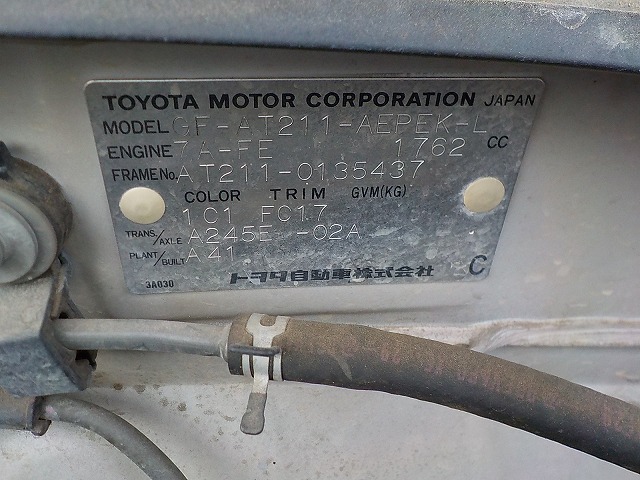 TOYOTA MOTOR CORPORATION JAPAN
MODEL GF-AT211-AEPEK-L
ENGINE 7A-FE 1762 CC
FRAME No. AT211-0135437
COLOR TRIM GVM(KG)
1C1 FC17
TRANS./AXLE A245E -02A
PLANT/BUILT A41
3A030 トヨタ自動車株式会社 C